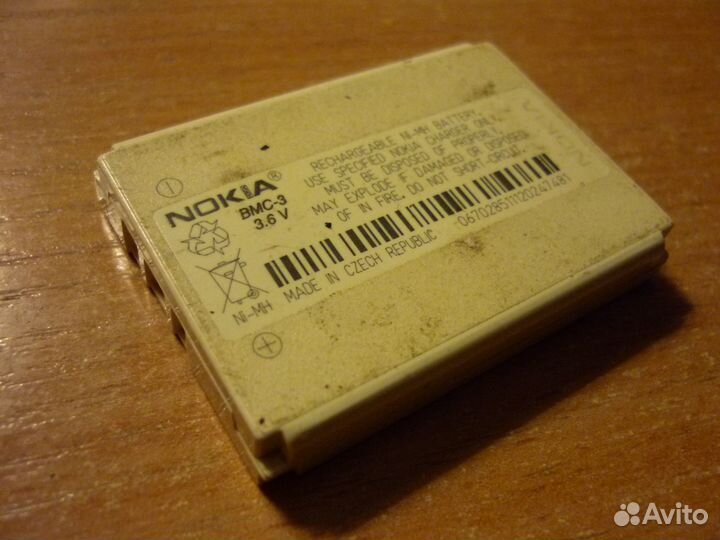 NOKIA®
BMC-3
3.6 V
RECHARGEABLE NI-MH BATTERY.
USE SPECIFIED NOKIA CHARGER ONLY.
MUST BE DISPOSED OF PROPERLY.
MAY EXPLODE IF DAMAGED OR DISPOSED
OF IN FIRE. DO NOT SHORT-CIRCUIT.
067028511120247481
Ni-MH MADE IN CZECH REPUBLIC
NOKIA
Avito